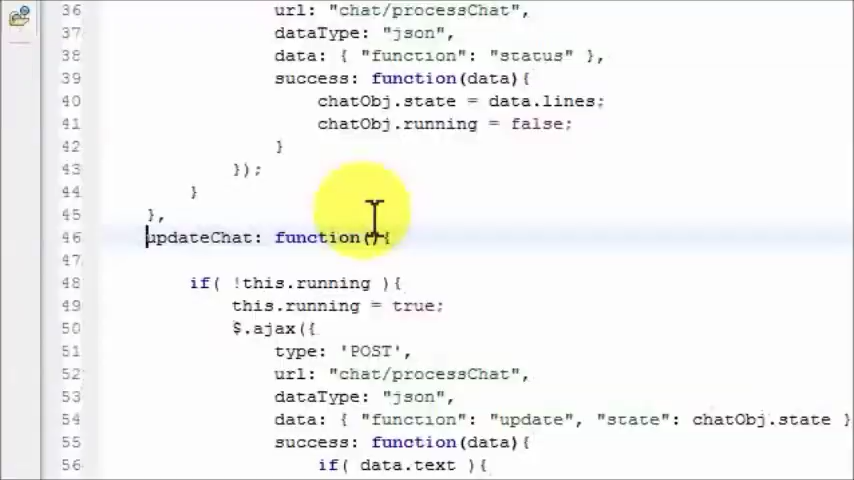 36 url: "chat/processChat",
37 dataType: "json",
38 data: { "function": "status" },
39 success: function(data){
40 chatObj.state = data.lines;
41 chatObj.running = false;
42 }
43 });
44 }
45 },
46 updateChat: function(){
47
48 if( !this.running ){
49 this.running = true;
50 $.ajax({
51 type: 'POST',
52 url: "chat/processChat",
53 dataType: "json",
54 data: { "function": "update", "state": chatObj.state }
55 success: function(data){
56 if( data.text ){